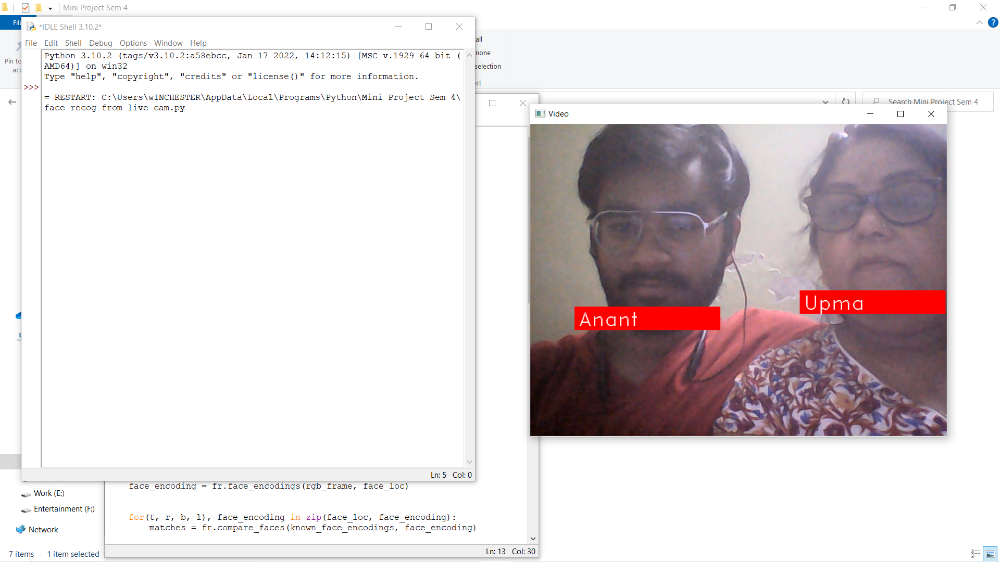 Mini Project Sem 4
File
*IDLE Shell 3.10.2*
File Edit Shell Debug Options Window Help
Python 3.10.2 (tags/v3.10.2:a58ebcc, Jan 17 2022, 14:12:15) [MSC v.1929 64 bit (
AMD64)] on win32
Type "help", "copyright", "credits" or "license()" for more information.
>>>
= RESTART: C:\Users\wINCHESTER\AppData\Local\Programs\Python\Mini Project Sem 4\
face recog from live cam.py
Ln: 5 Col: 0
Pin to
all
none
selection
Search Mini Project Sem 4
Video
Anant
Upma
face_encoding = fr.face_encodings(rgb_frame, face_loc)
for(t, r, b, l), face_encoding in zip(face_loc, face_encoding):
matches = fr.compare_faces(known_face_encodings, face_encoding)
Ln: 13 Col: 30
Work (E:)
Entertainment (F:)
Network
7 items 1 item selected